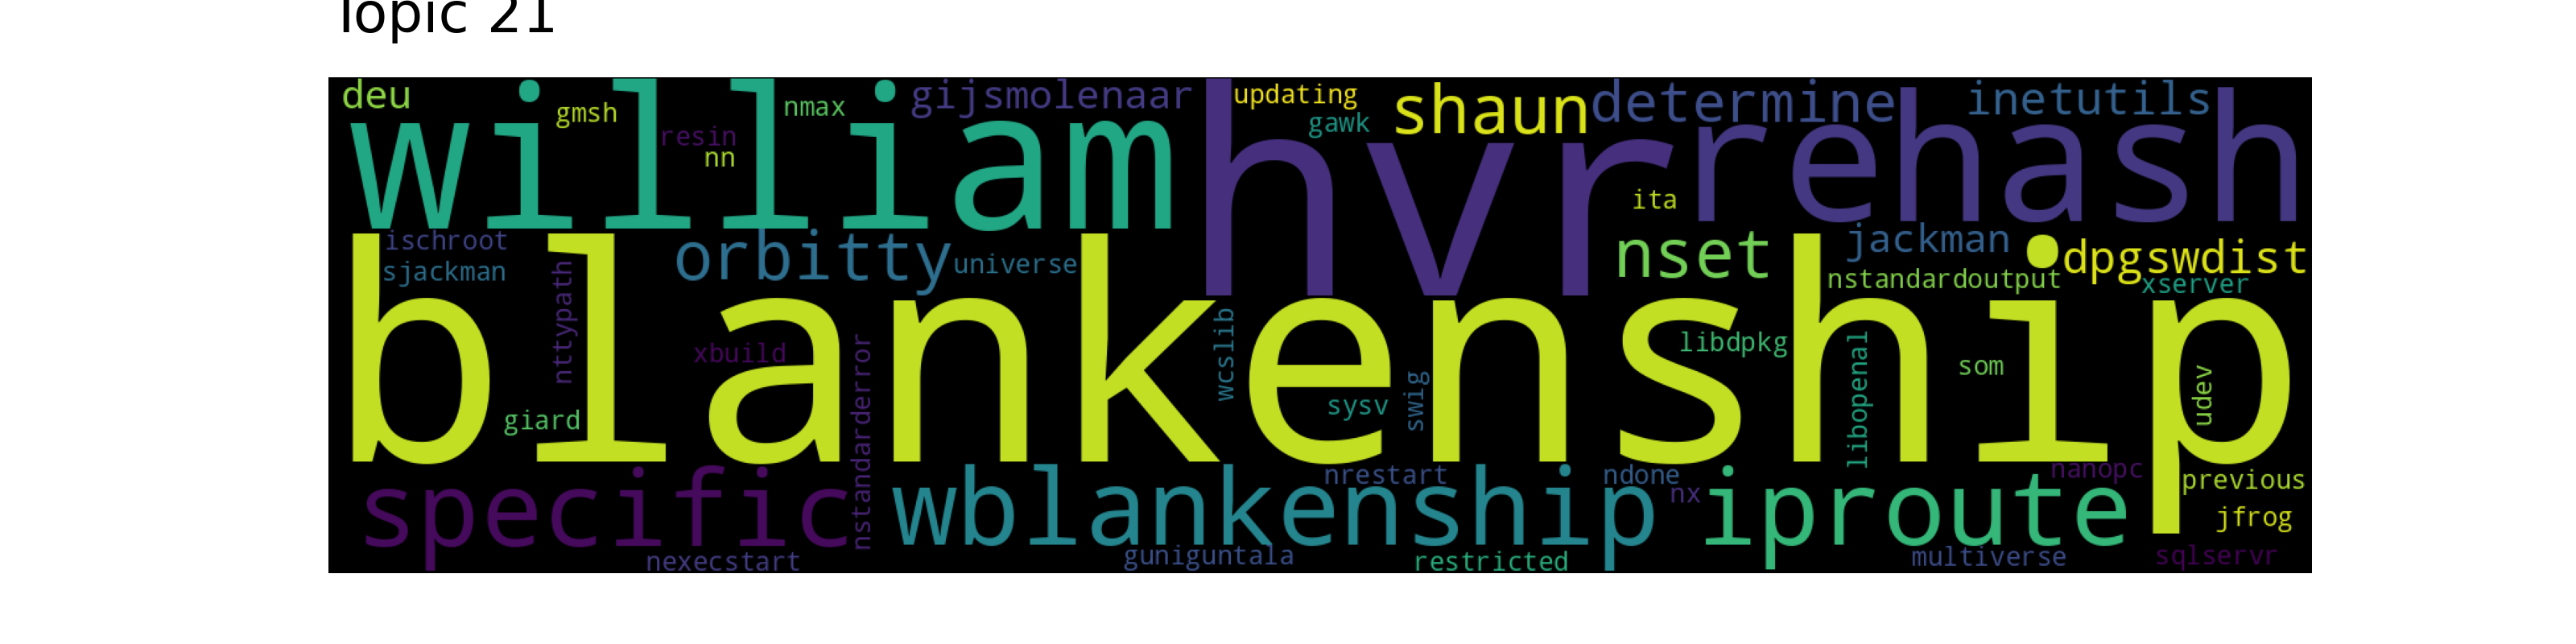 Topic 21
deu
william
gmsh
resin
nn
nmax
gijsmolenaar
hvr
updating
gawk
shaun
determine
inetutils
rehash
ita
ischroot
sjackman
orbitty
universe
nset
jackman
dpgswdist
nstandardoutput
xserver
blankenship
nttypath
giard
xbuild
nstandarderror
wcslib
sysv
swig
libdpkg
libopenal
som
udev
specific
nexecstart
wblankenship
nrestart
ndone
nx
iproute
nanopc
previous
jfrog
guniguntala
restricted
multiverse
sqlservr